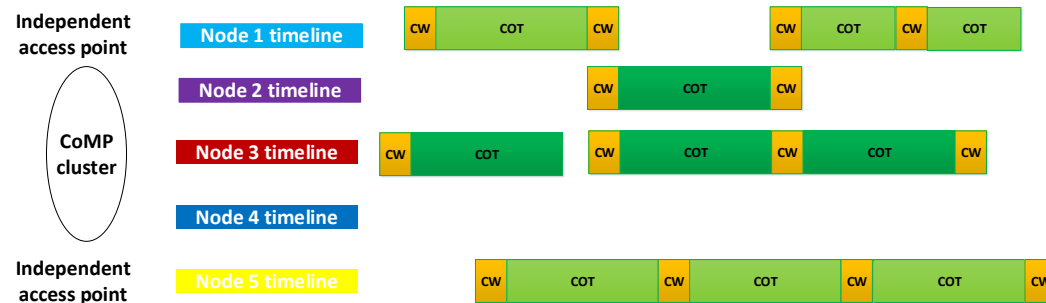 Independent
access point
Node 1 timeline
CW COT CW CW COT CW COT
Node 2 timeline
CW COT CW
CoMP
cluster
Node 3 timeline
CW COT CW COT CW COT CW
Node 4 timeline
Independent
access point
Node 5 timeline
CW COT CW COT CW COT CW